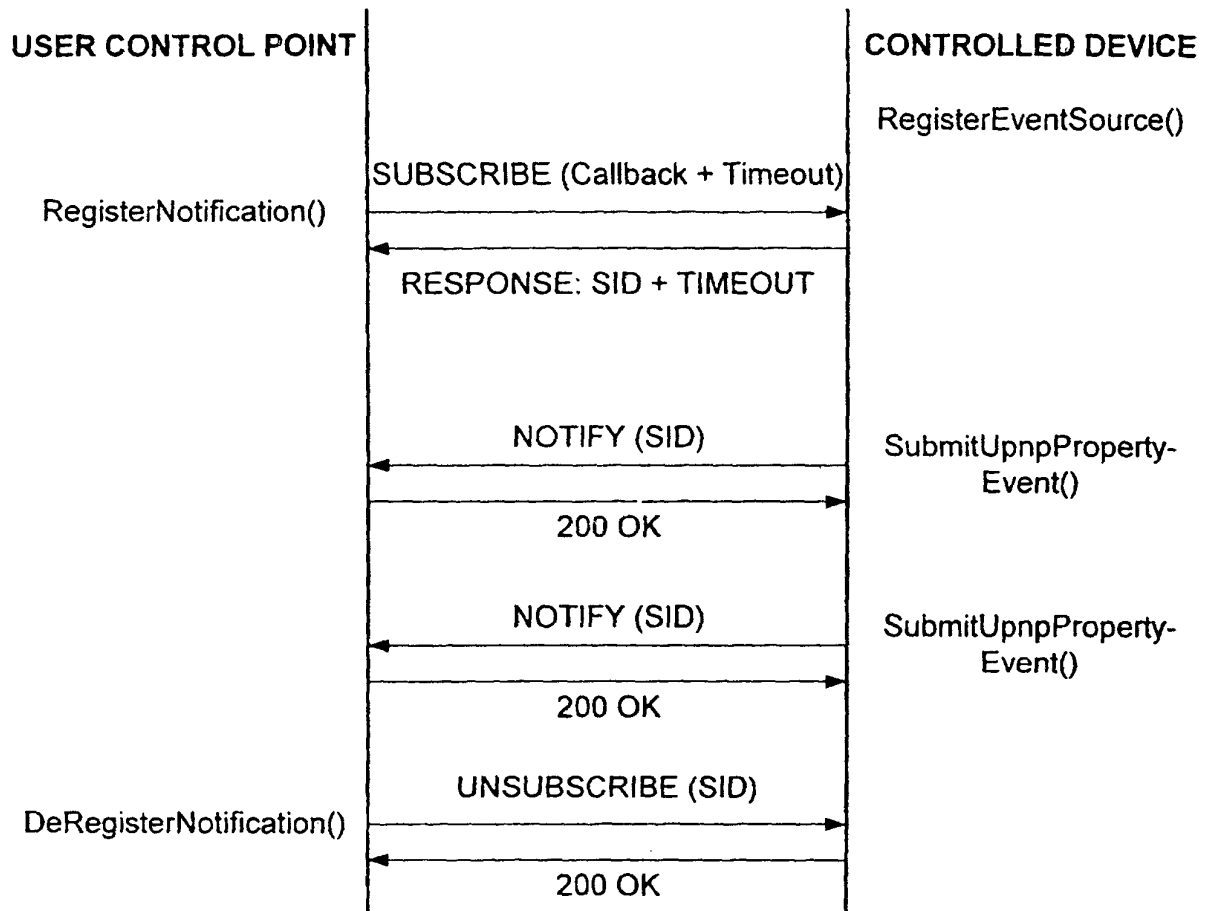 USER CONTROL POINT
CONTROLLED DEVICE
RegisterEventSource()
SUBSCRIBE (Callback + Timeout)
RegisterNotification()
RESPONSE: SID + TIMEOUT
NOTIFY (SID)
SubmitUpnpProperty-
Event()
200 OK
NOTIFY (SID)
SubmitUpnpProperty-
Event()
200 OK
UNSUBSCRIBE (SID)
DeRegisterNotification()
200 OK